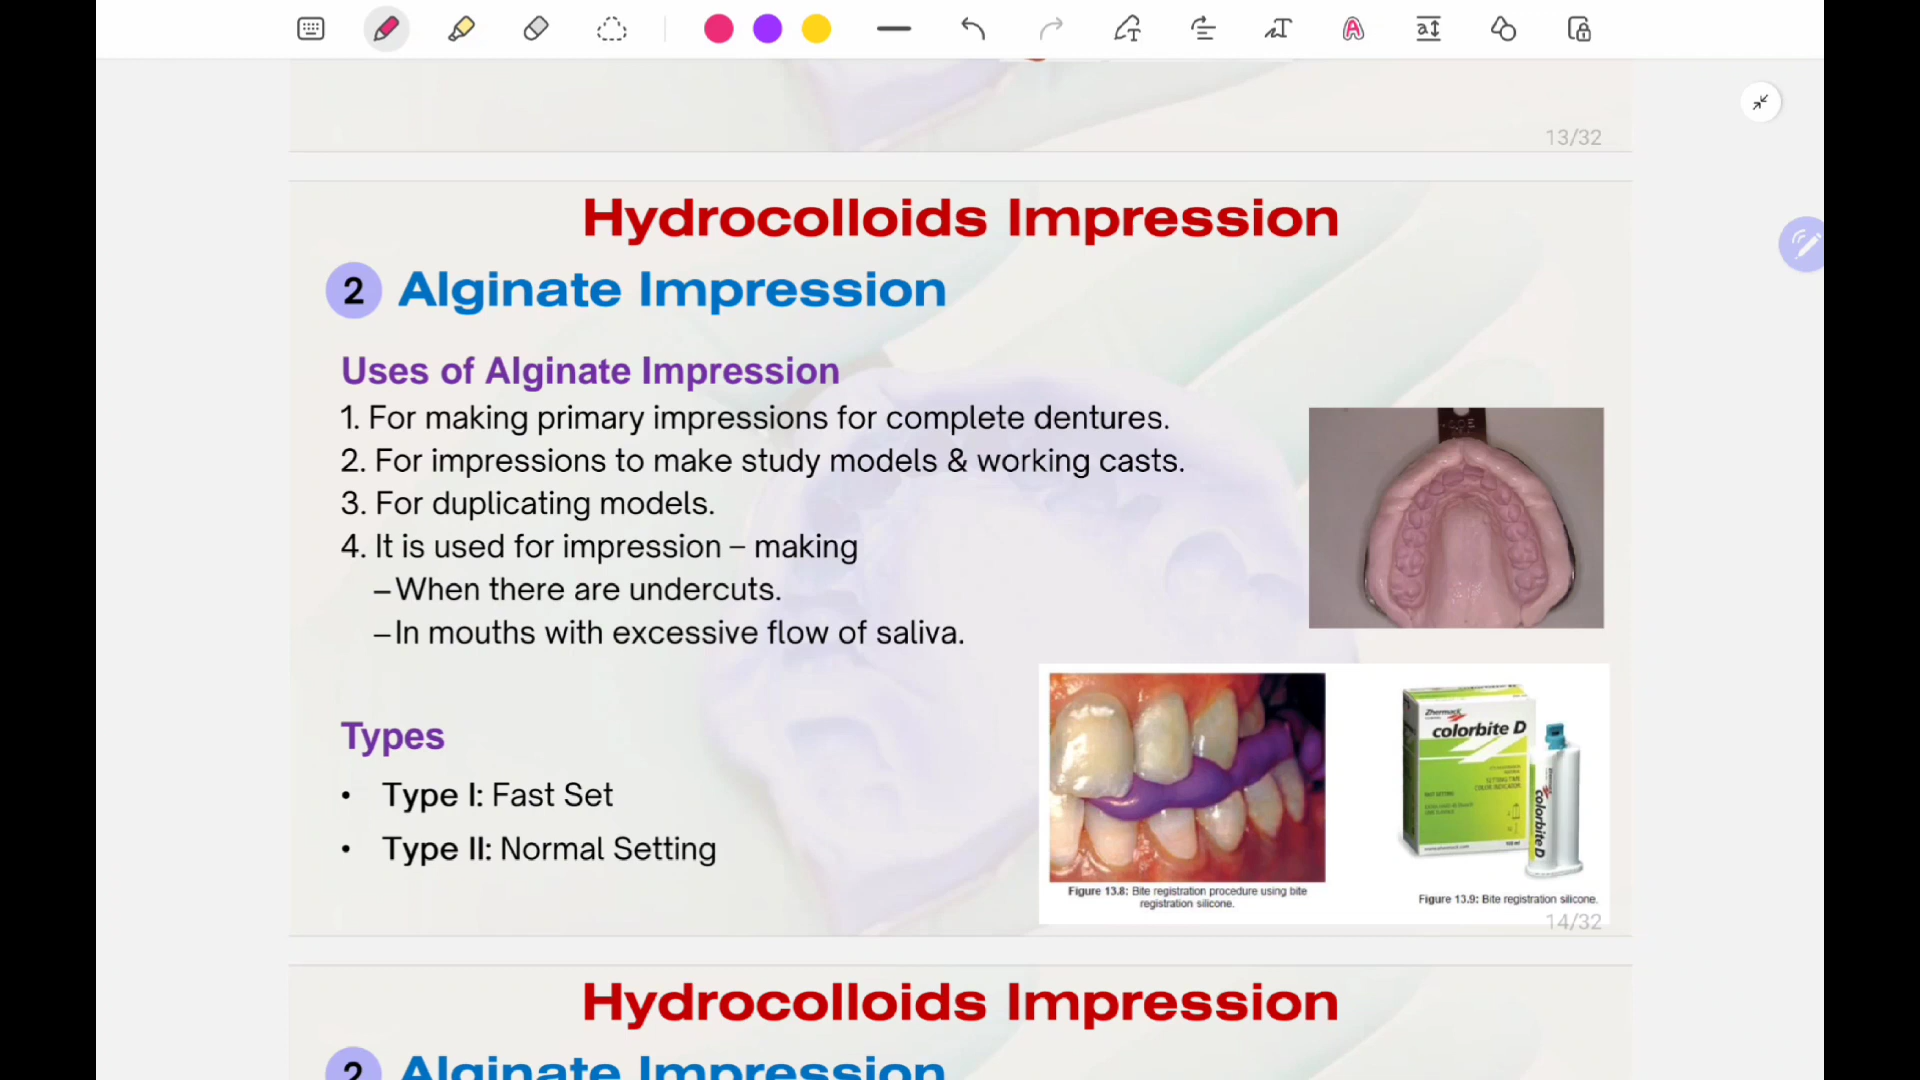 13/32
Hydrocolloids Impression
2 Alginate Impression
Uses of Alginate Impression
1. For making primary impressions for complete dentures.
2. For impressions to make study models & working casts.
3. For duplicating models.
4. It is used for impression – making
–When there are undercuts.
–In mouths with excessive flow of saliva.
Types
• Type I: Fast Set
• Type II: Normal Setting
Zhermack
colorbite D
colorbite D
Figure 13.8: Bite registration procedure using bite
registration silicone.
Figure 13.9: Bite registration silicone.
14/32
Hydrocolloids Impression
2 Alginate Impression